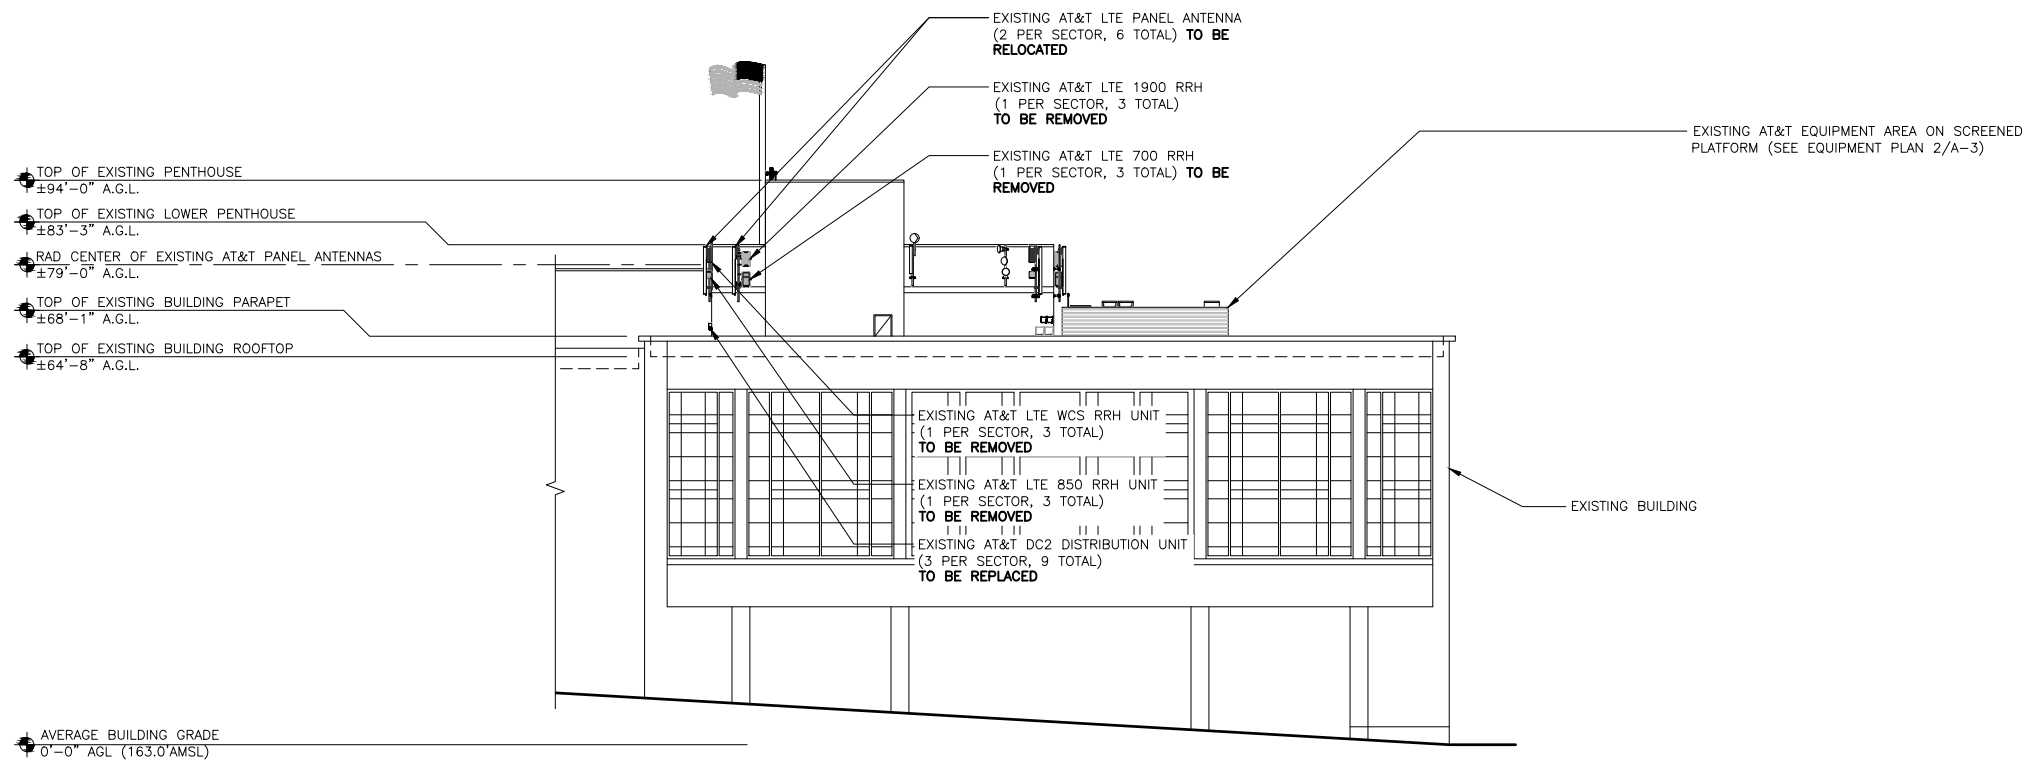 EXISTING AT&T LTE PANEL ANTENNA
(2 PER SECTOR, 6 TOTAL) TO BE
RELOCATED
EXISTING AT&T LTE 1900 RRH
(1 PER SECTOR, 3 TOTAL)
TO BE REMOVED
EXISTING AT&T LTE 700 RRH
(1 PER SECTOR, 3 TOTAL) TO BE
REMOVED
EXISTING AT&T EQUIPMENT AREA ON SCREENED
PLATFORM (SEE EQUIPMENT PLAN 2/A-3)
TOP OF EXISTING PENTHOUSE
±94'-0" A.G.L.
TOP OF EXISTING LOWER PENTHOUSE
±83'-3" A.G.L.
RAD CENTER OF EXISTING AT&T PANEL ANTENNAS
±79'-0" A.G.L.
TOP OF EXISTING BUILDING PARAPET
±68'-1" A.G.L.
TOP OF EXISTING BUILDING ROOFTOP
±64'-8" A.G.L.
EXISTING AT&T LTE WCS RRH UNIT
(1 PER SECTOR, 3 TOTAL)
TO BE REMOVED
EXISTING AT&T LTE 850 RRH UNIT
(1 PER SECTOR, 3 TOTAL)
TO BE REMOVED
EXISTING AT&T DC2 DISTRIBUTION UNIT
(3 PER SECTOR, 9 TOTAL)
TO BE REPLACED
EXISTING BUILDING
AVERAGE BUILDING GRADE
0'-0" AGL (163.0'AMSL)